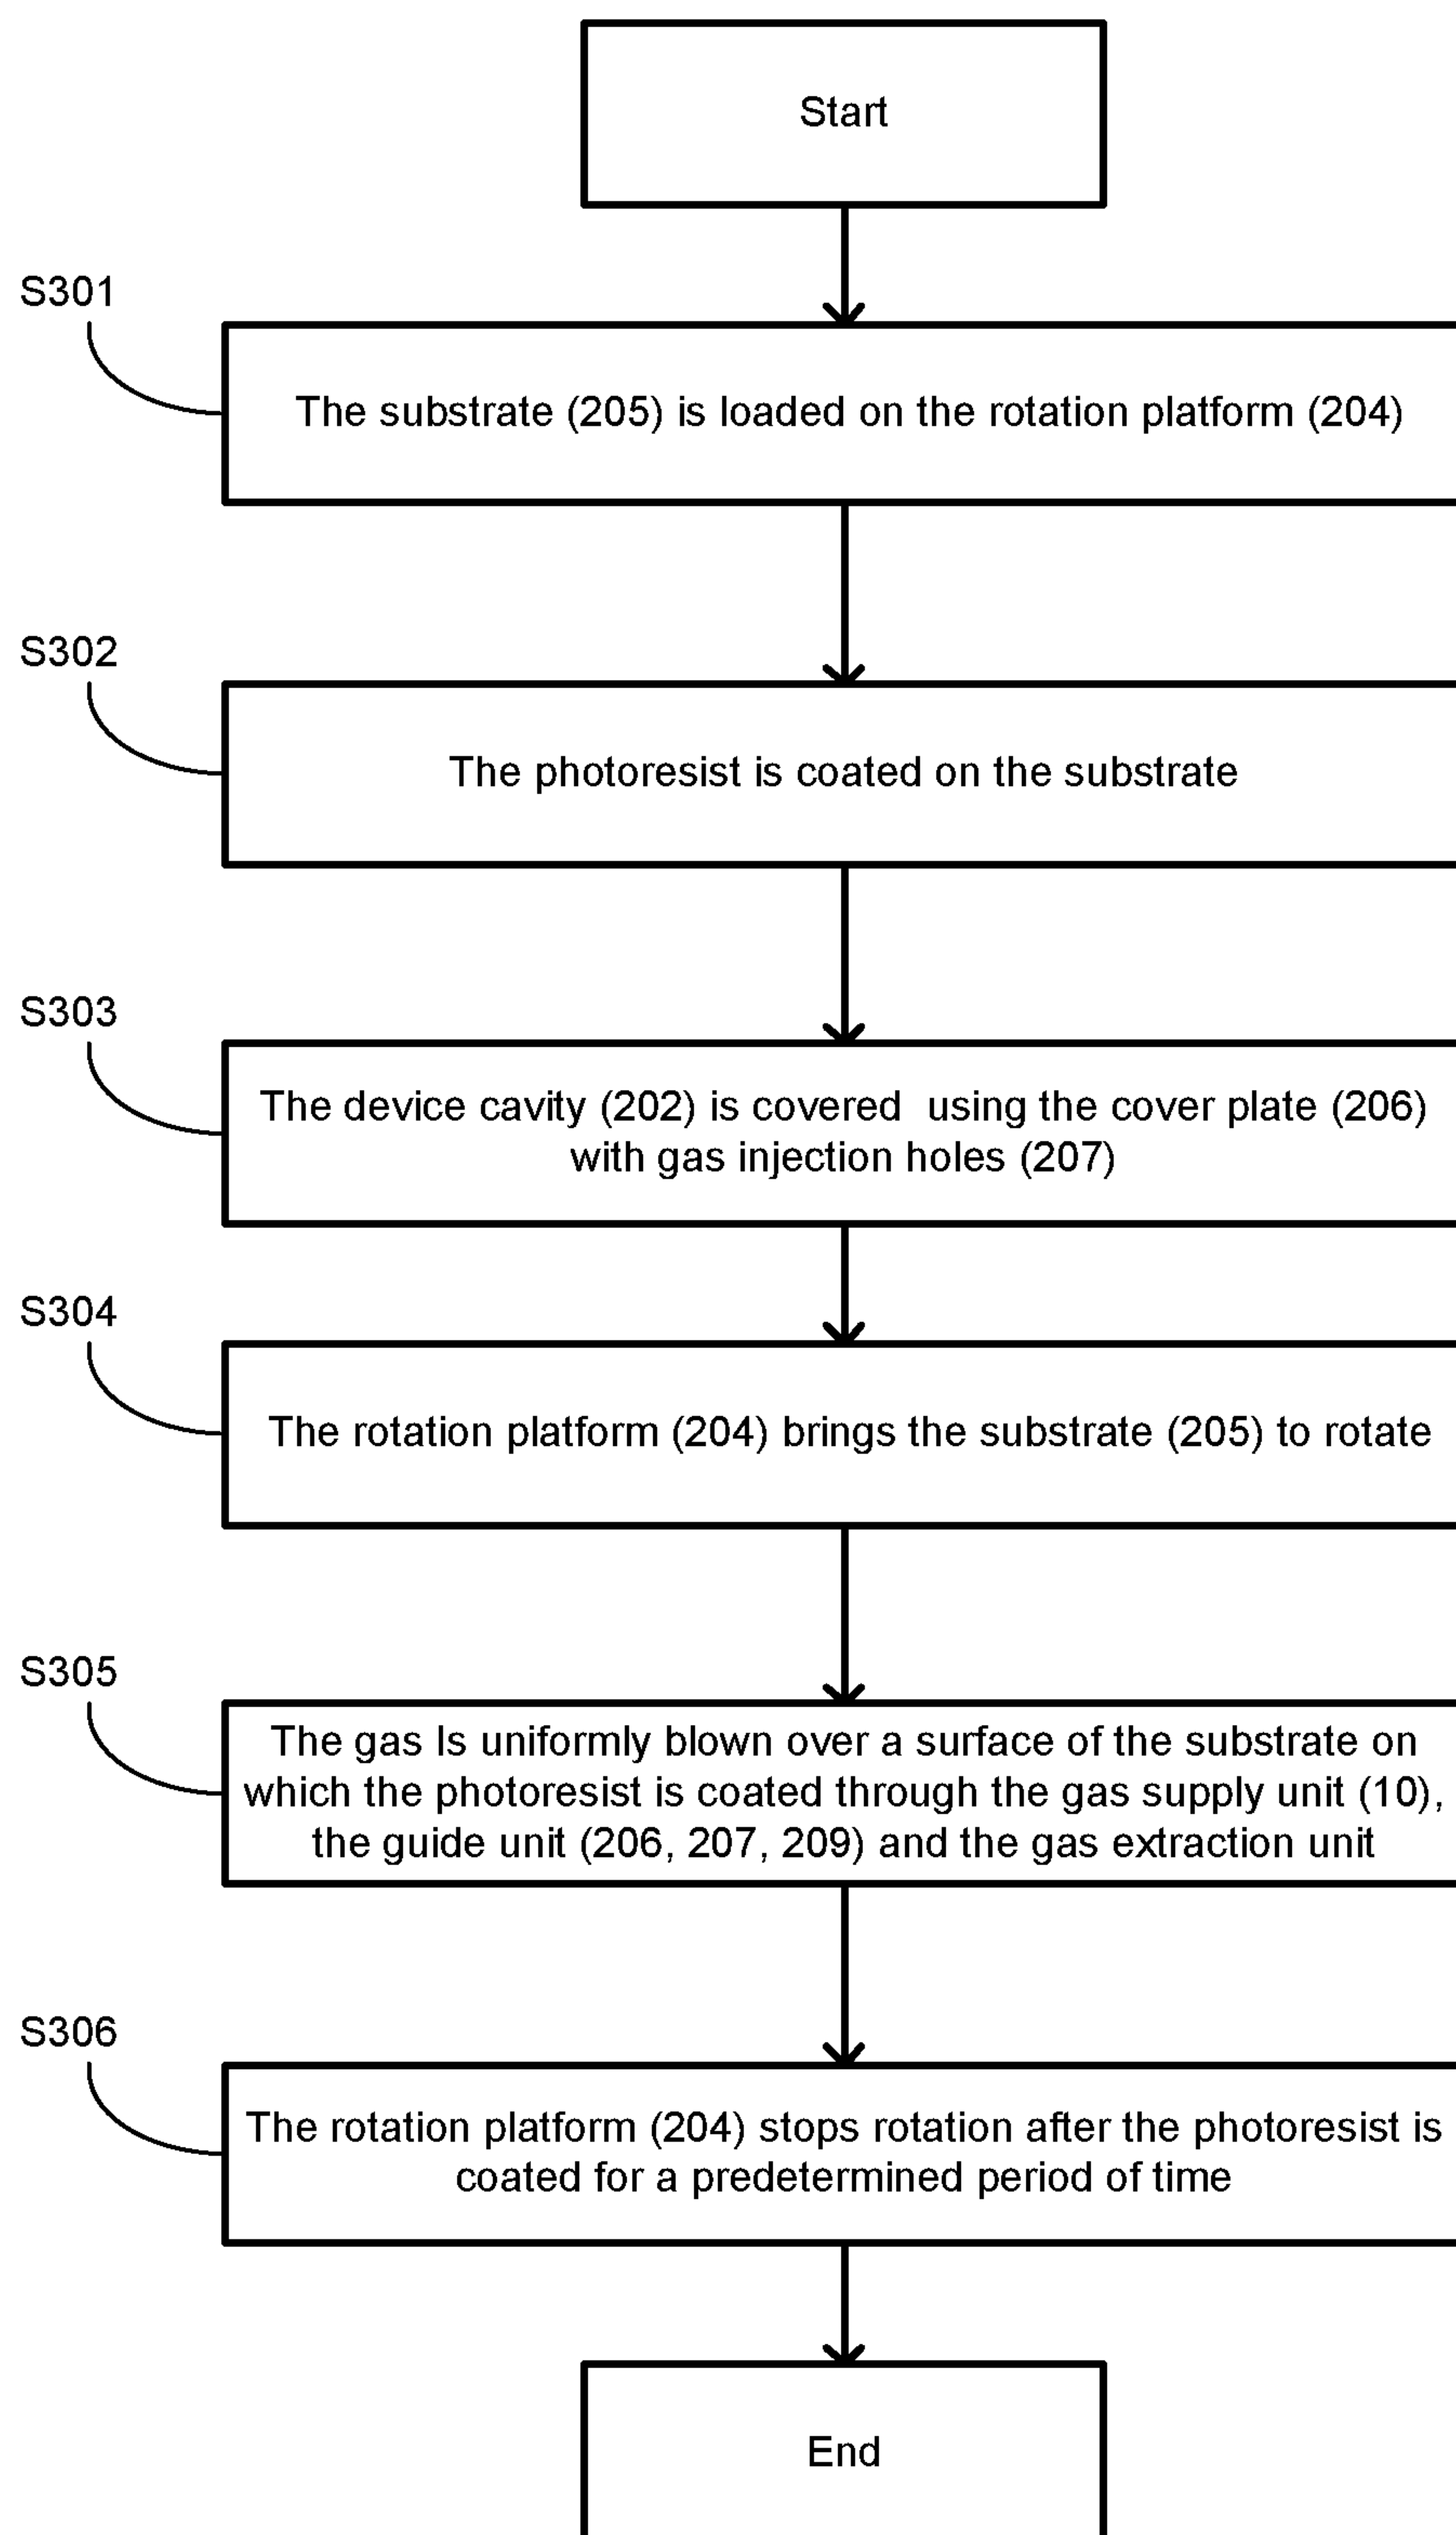 Start
S301
The substrate (205) is loaded on the rotation platform (204)
S302
The photoresist is coated on the substrate
S303
The device cavity (202) is covered  using the cover plate (206)
with gas injection holes (207)
S304
The rotation platform (204) brings the substrate (205) to rotate
S305
The gas Is uniformly blown over a surface of the substrate on
which the photoresist is coated through the gas supply unit (10),
the guide unit (206, 207, 209) and the gas extraction unit
S306
The rotation platform (204) stops rotation after the photoresist is
coated for a predetermined period of time
End